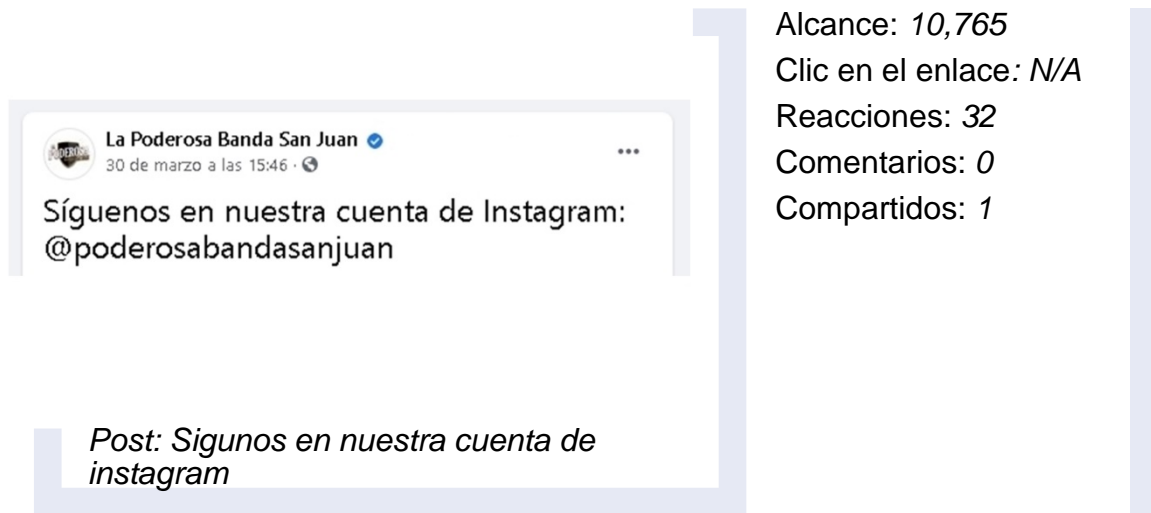 La Poderosa Banda San Juan
30 de marzo a las 15:46 ·
Síguenos en nuestra cuenta de Instagram:
@poderosabandasanjuan
Post: Sigunos en nuestra cuenta de
instagram
Alcance: 10,765
Clic en el enlace: N/A
Reacciones: 32
Comentarios: 0
Compartidos: 1